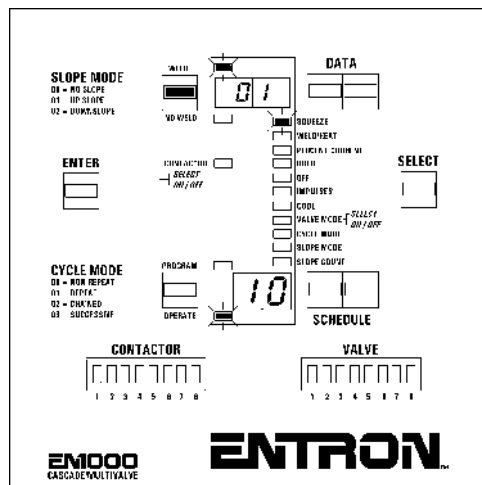 SLOPE MODE
00 = NO SLOPE
01 = UP SLOPE
02 = DOWN SLOPE
WELD
01
DATA
NO WELD
SQUEEZE
WELD/HEAT
PERCENT CURRENT
ENTER
CONTACTOR
SELECT ON / OFF
HOLD
OFF
IMPULSES
COOL
VALVE MODE
SELECT ON / OFF
CYCLE MODE
SLOPE MODE
SLOPE COUNT
SELECT
CYCLE MODE
00 = NON REPEAT
01 = REPEAT
02 = CHAINED
03 = SUCCESSIVE
PROGRAM
OPERATE
10
SCHEDULE
CONTACTOR
1 2 3 4 5 6 7 8
VALVE
1 2 3 4 5 6 7 8
EM1000
CASCADE/MULTIVALVE
ENTRON